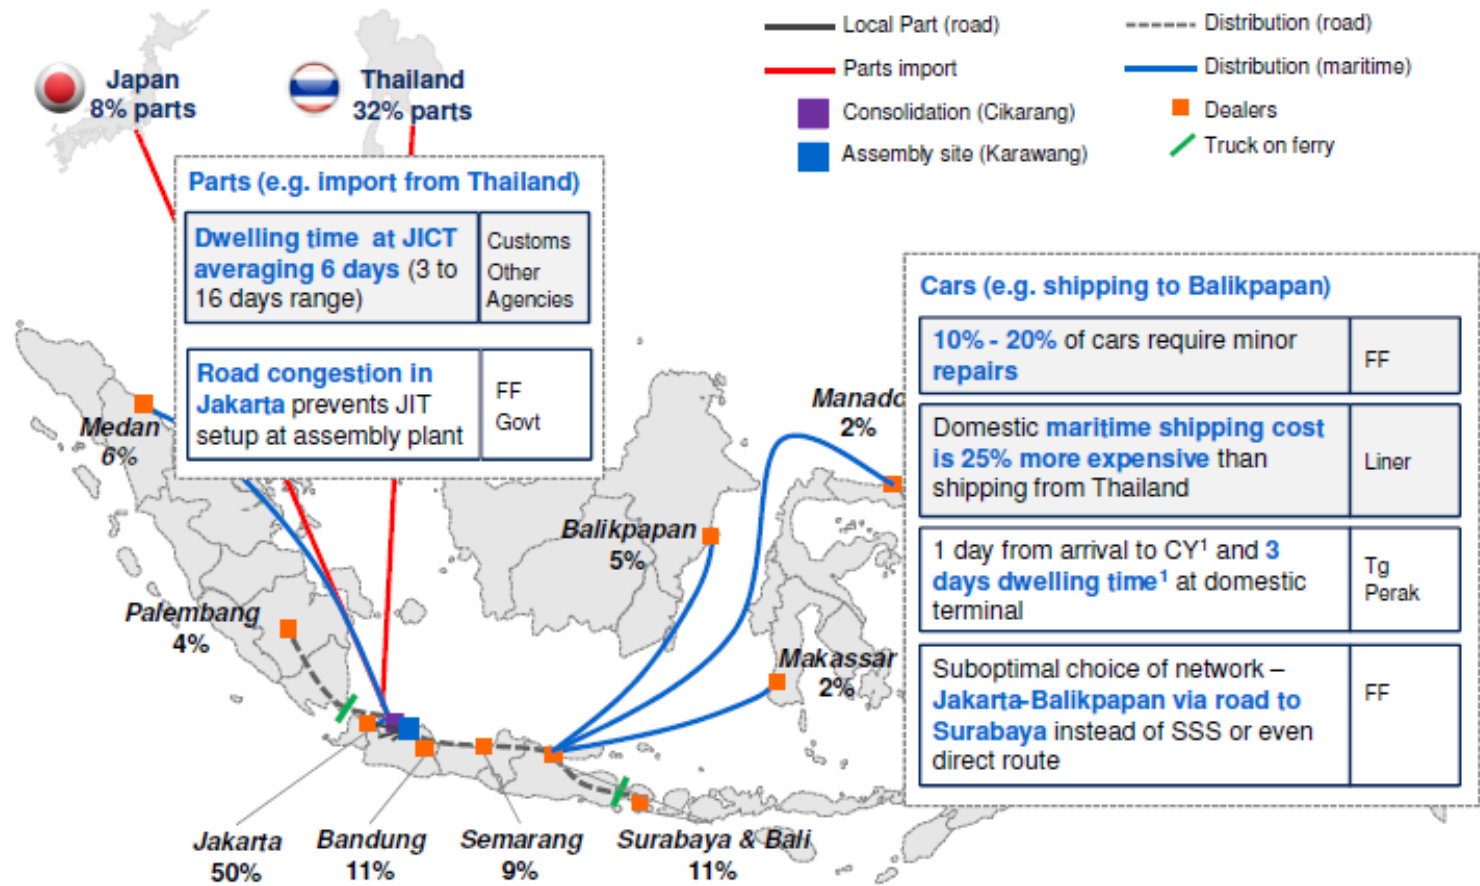 Local Part (road)
Distribution (road)
Parts import
Distribution (maritime)
Consolidation (Cikarang)
Dealers
Assembly site (Karawang)
Truck on ferry
Japan
8% parts
Thailand
32% parts
Parts (e.g. import from Thailand)
Dwelling time at JICT
averaging 6 days (3 to
16 days range)
Customs
Other
Agencies
Road congestion in
Jakarta prevents JIT
setup at assembly plant
FF
Govt
Cars (e.g. shipping to Balikpapan)
10% - 20% of cars require minor
repairs
FF
Domestic maritime shipping cost
is 25% more expensive than
shipping from Thailand
Liner
1 day from arrival to CY¹ and 3
days dwelling time¹ at domestic
terminal
Tg
Perak
Suboptimal choice of network –
Jakarta-Balikpapan via road to
Surabaya instead of SSS or even
direct route
FF
Medan
6%
Manado
2%
Balikpapan
5%
Palembang
4%
Makassar
2%
Jakarta
50%
Bandung
11%
Semarang
9%
Surabaya & Bali
11%